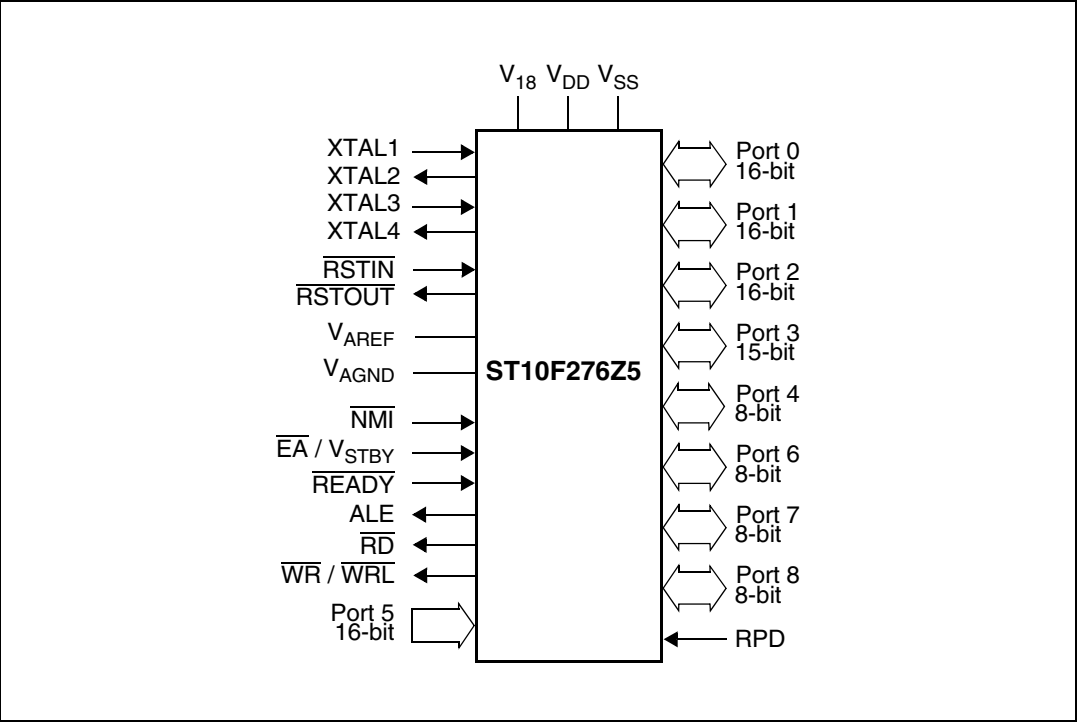 V18 VDD VSS
XTAL1
XTAL2
XTAL3
XTAL4
RSTIN
RSTOUT
VAREF
VAGND
NMI
EA / VSTBY
READY
ALE
RD
WR / WRL
Port 5
16-bit
ST10F276Z5
Port 0
16-bit
Port 1
16-bit
Port 2
16-bit
Port 3
15-bit
Port 4
8-bit
Port 6
8-bit
Port 7
8-bit
Port 8
8-bit
RPD